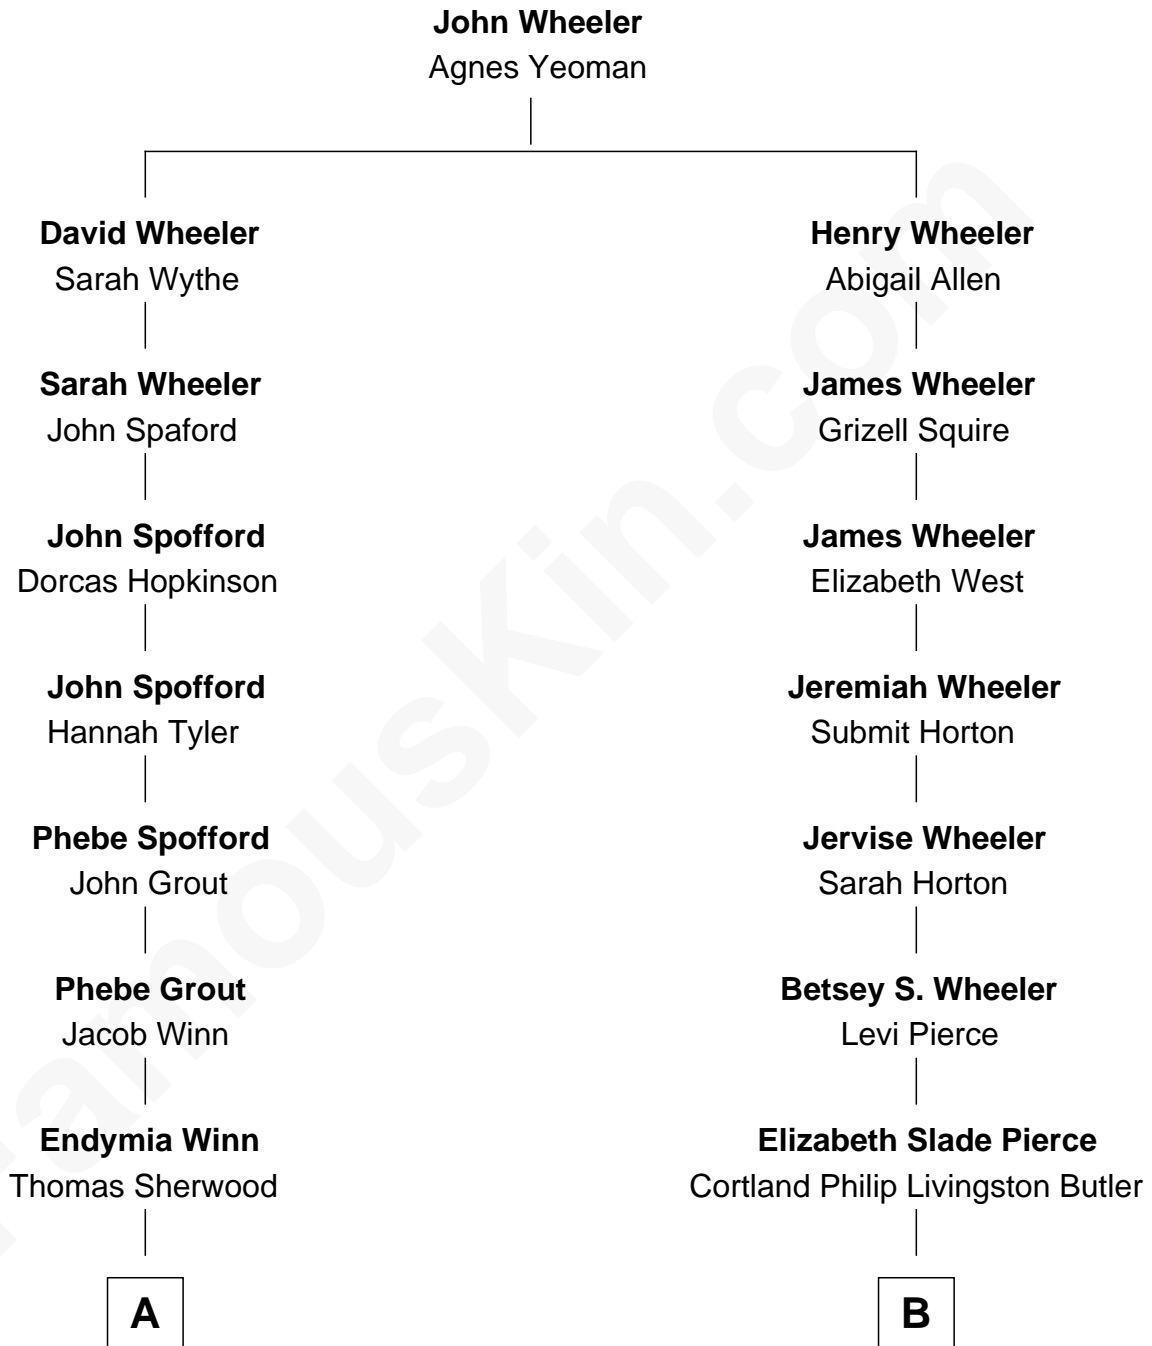 John Wheeler
Agnes Yeoman
David Wheeler
Sarah Wythe
Henry Wheeler
Abigail Allen
Sarah Wheeler
John Spaford
James Wheeler
Grizell Squire
John Spofford
Dorcas Hopkinson
James Wheeler
Elizabeth West
John Spofford
Hannah Tyler
Jeremiah Wheeler
Submit Horton
Phebe Spofford
John Grout
Jervise Wheeler
Sarah Horton
Phebe Grout
Jacob Winn
Betsey S. Wheeler
Levi Pierce
Endymia Winn
Thomas Sherwood
Elizabeth Slade Pierce
Cortland Philip Livingston Butler
A
B
FamousKin.com